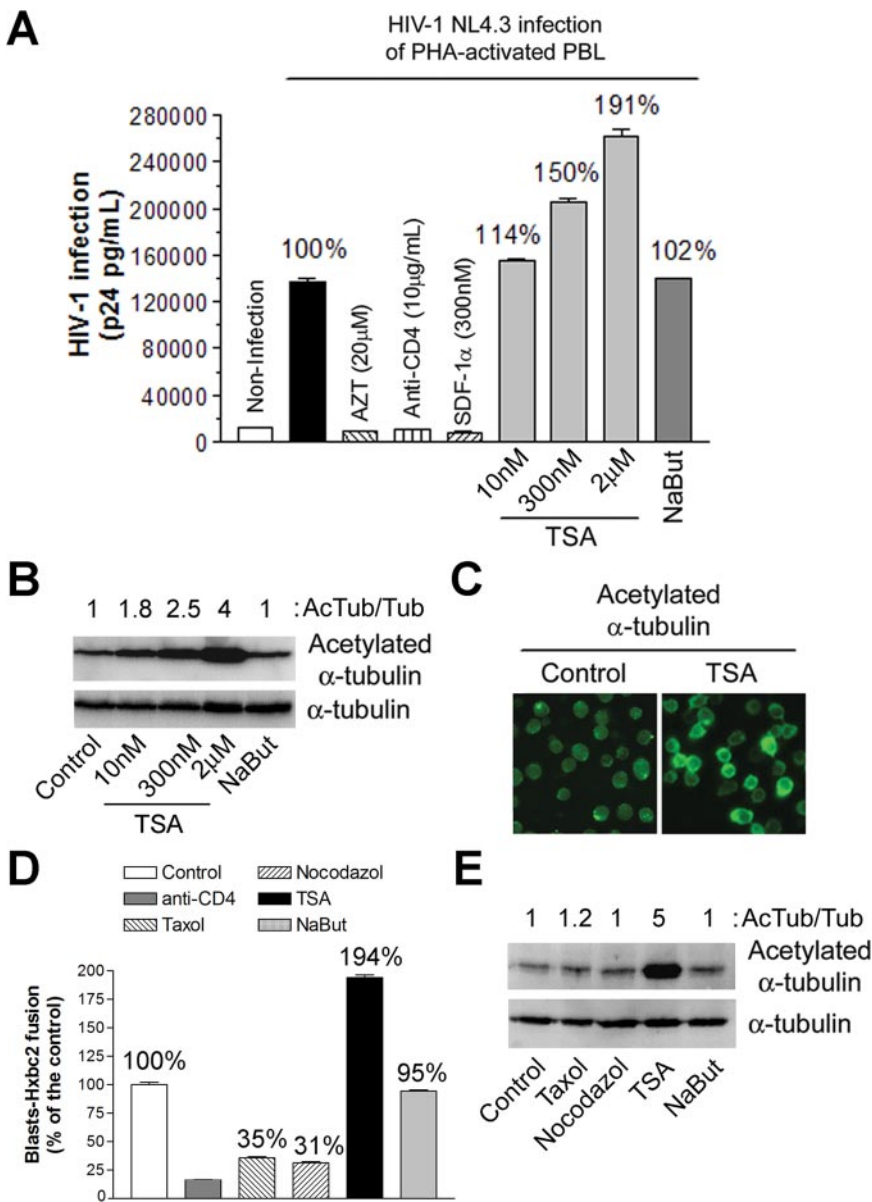 A
HIV-1 NL4.3 infection
of PHA-activated PBL
HIV-1 infection
(p24 pg/mL)
280000
240000
200000
160000
120000
80000
40000
0
Non-Infection
100%
AZT (20µM)
Anti-CD4 (10µg/mL)
SDF-1α (300nM)
114%
150%
191%
102%
10nM
300nM
2µM
NaBut
TSA
B
1 1.8 2.5 4 1 :AcTub/Tub
Acetylated
α-tubulin
α-tubulin
Control
10nM
300nM
2µM
NaBut
TSA
C
Acetylated
α-tubulin
Control TSA
D
Control
anti-CD4
Taxol
Nocodazol
TSA
NaBut
Blasts-Hxbc2 fusion
(% of the control)
200
175
150
125
100
75
50
25
0
100%
35%
31%
194%
95%
E
1 1.2 1 5 1 :AcTub/Tub
Acetylated
α-tubulin
α-tubulin
Control
Taxol
Nocodazol
TSA
NaBut